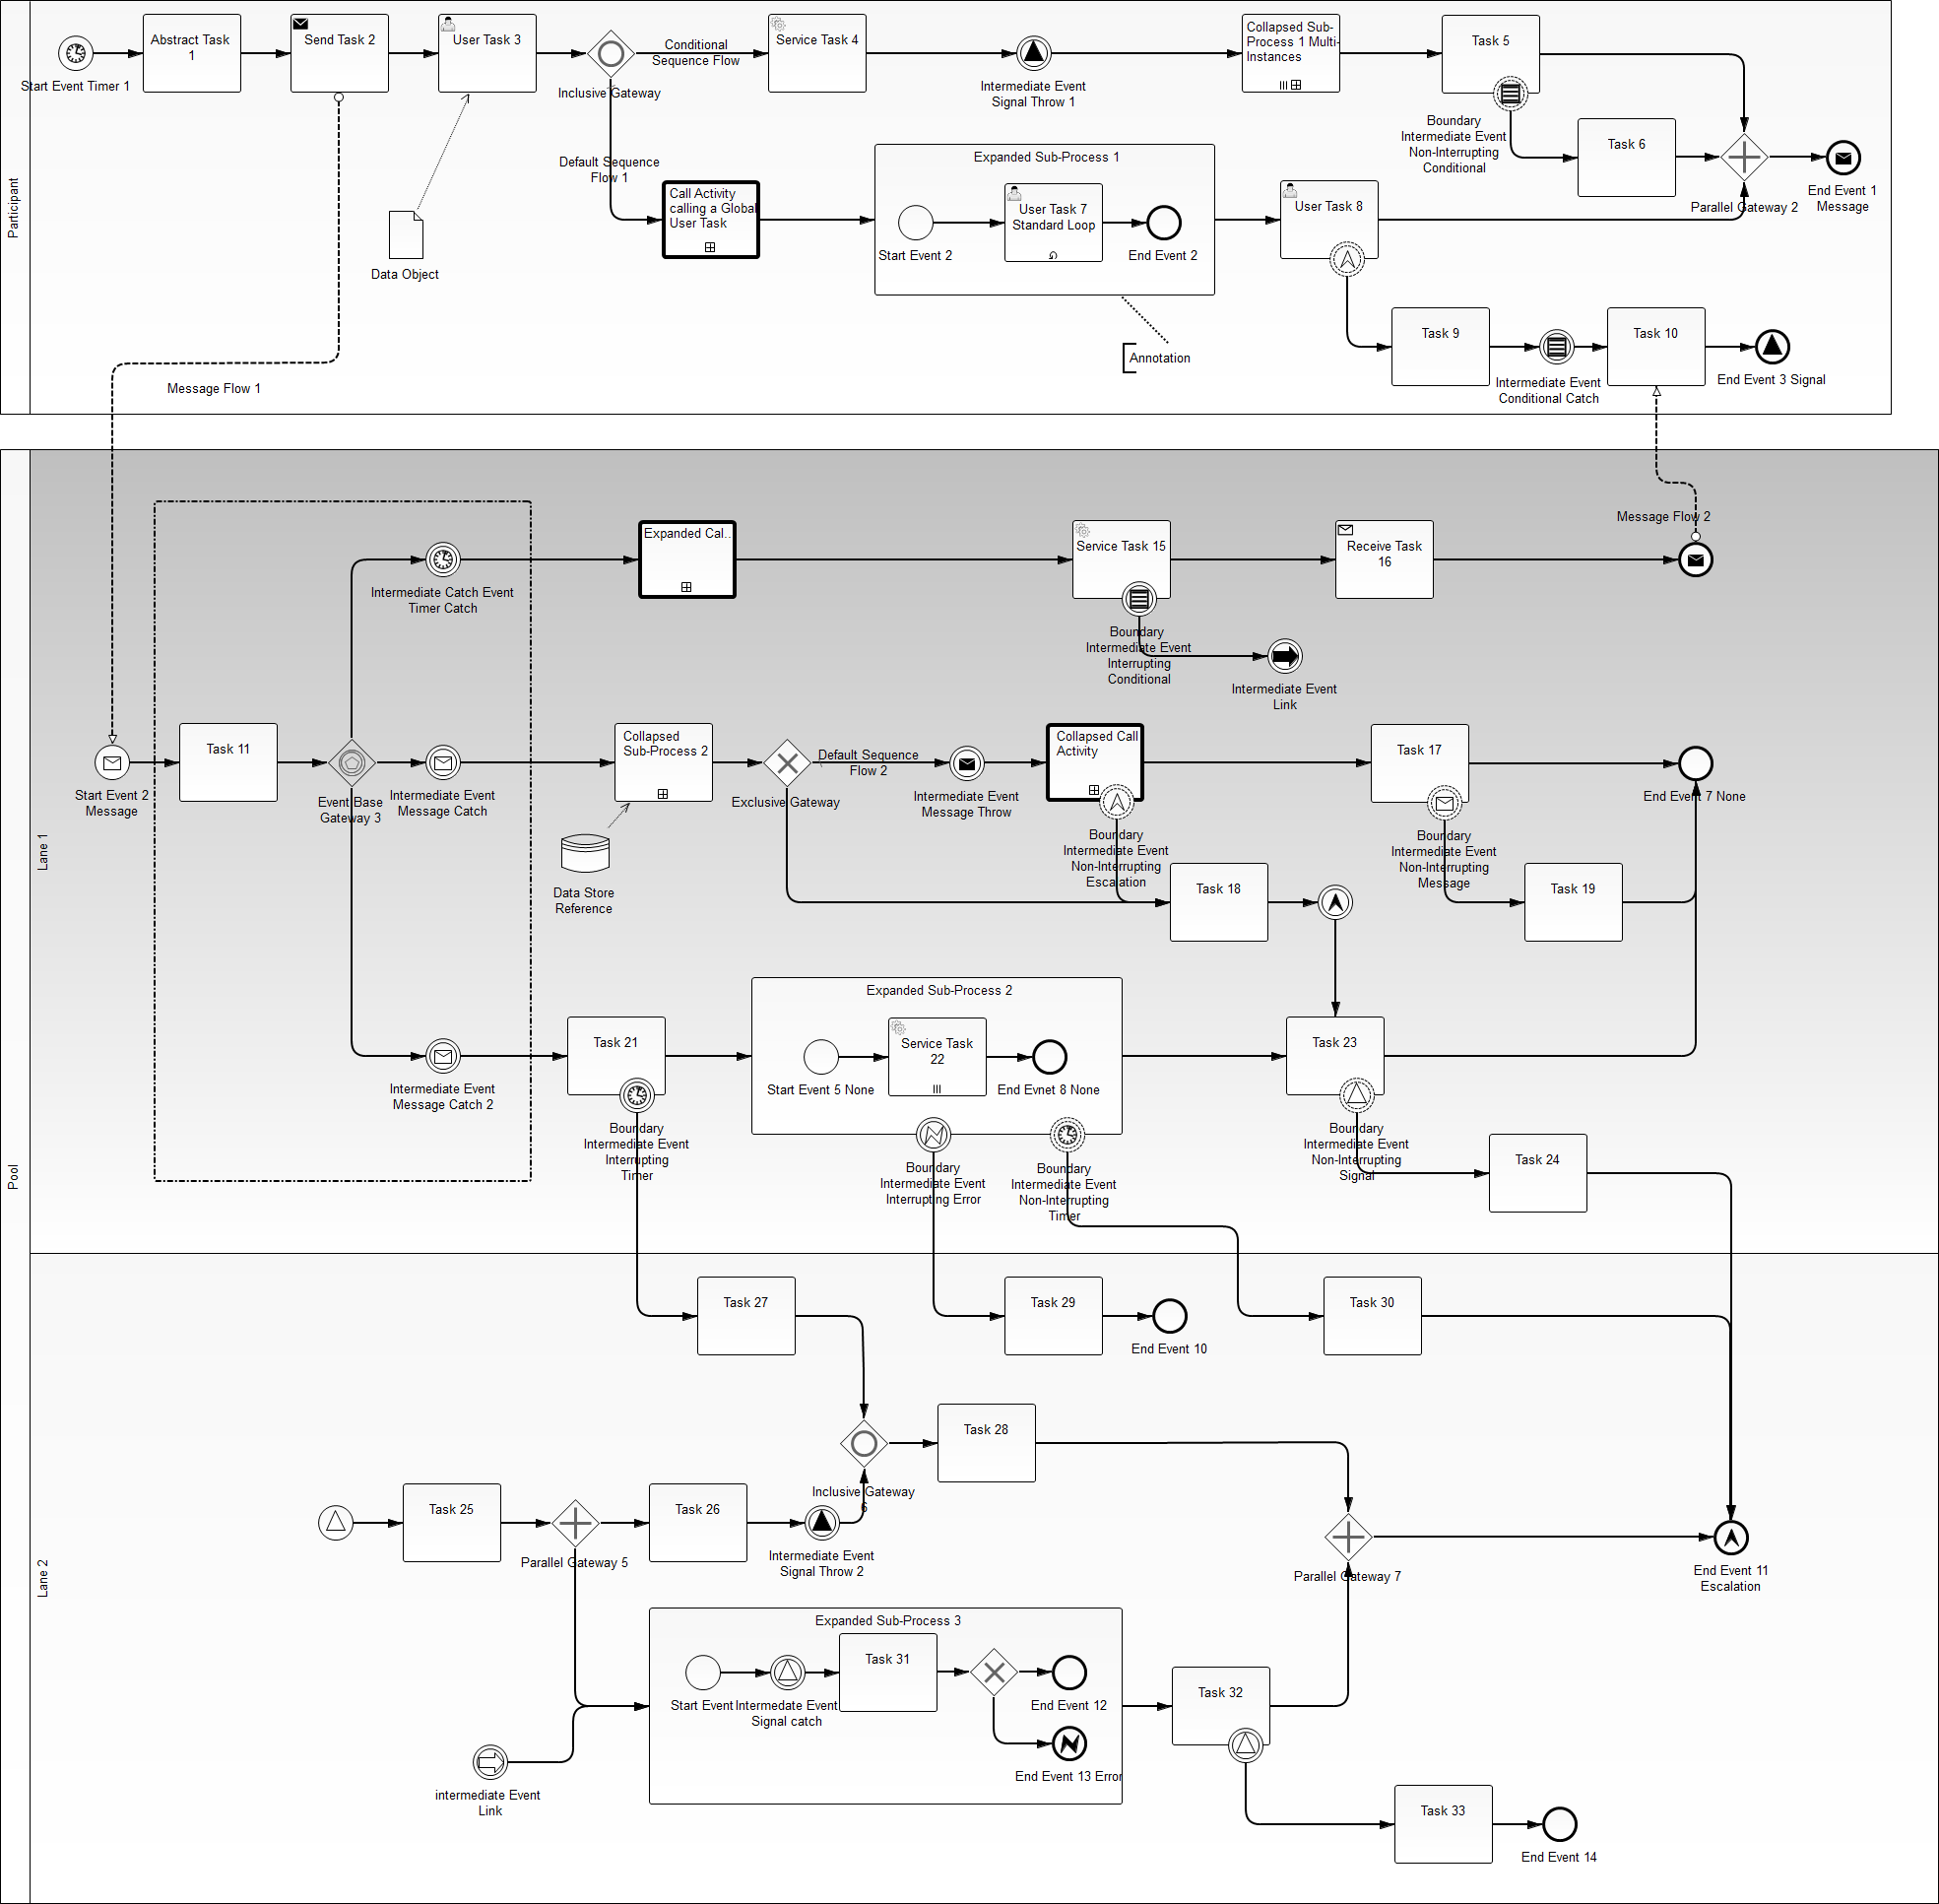 Participant
Start Event Timer 1
Abstract Task
1
Send Task 2
User Task 3
Inclusive Gateway
Conditional
Sequence Flow
Service Task 4
Intermediate Event
Signal Throw 1
Collapsed Sub-
Process 1 Multi-
Instances
Task 5
Boundary
Intermediate Event
Non-Interrupting
Conditional
Task 6
Parallel Gateway 2
End Event 1
Message
Default Sequence
Flow 1
Call Activity
calling a Global
User Task
Expanded Sub-Process 1
Start Event 2
User Task 7
Standard Loop
End Event 2
User Task 8
Data Object
Annotation
Task 9
Intermediate Event
Conditional Catch
Task 10
End Event 3 Signal
Message Flow 1
Pool
Lane 1
Message Flow 2
Intermediate Catch Event
Timer Catch
Expanded Cal..
Service Task 15
Receive Task
16
Boundary
Intermediate Event
Interrupting
Conditional
Intermediate Event
Link
Start Event 2
Message
Task 11
Event Base
Gateway 3
Intermediate Event
Message Catch
Collapsed
Sub-Process 2
Exclusive Gateway
Default Sequence
Flow 2
Intermediate Event
Message Throw
Collapsed Call
Activity
Task 17
End Event 7 None
Data Store
Reference
Boundary
Intermediate Event
Non-Interrupting
Escalation
Task 18
Boundary
Intermediate Event
Non-Interrupting
Message
Task 19
Intermediate Event
Message Catch 2
Task 21
Boundary
Intermediate Event
Interrupting
Timer
Expanded Sub-Process 2
Start Event 5 None
Service Task
22
End Evnet 8 None
Boundary
Intermediate Event
Interrupting Error
Boundary
Intermediate Event
Non-Interrupting
Timer
Task 23
Boundary
Intermediate Event
Non-Interrupting
Signal
Task 24
Lane 2
Task 27
Task 29
End Event 10
Task 30
Task 28
Inclusive Gateway
6
Task 25
Parallel Gateway 5
Task 26
Intermediate Event
Signal Throw 2
Parallel Gateway 7
End Event 11
Escalation
Expanded Sub-Process 3
Start Event
Intermedate Event
Signal catch
Task 31
End Event 12
End Event 13 Error
Task 32
intermediate Event
Link
Task 33
End Event 14